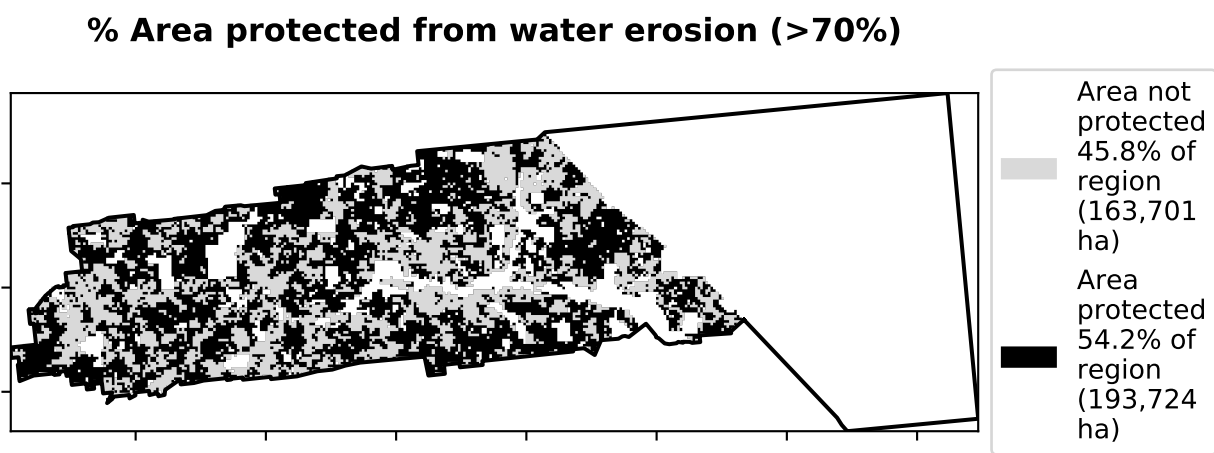 % Area protected from water erosion (>70%)
Area not
protected
45.8% of
region
(163,701
ha)
Area
protected
54.2% of
region
(193,724
ha)